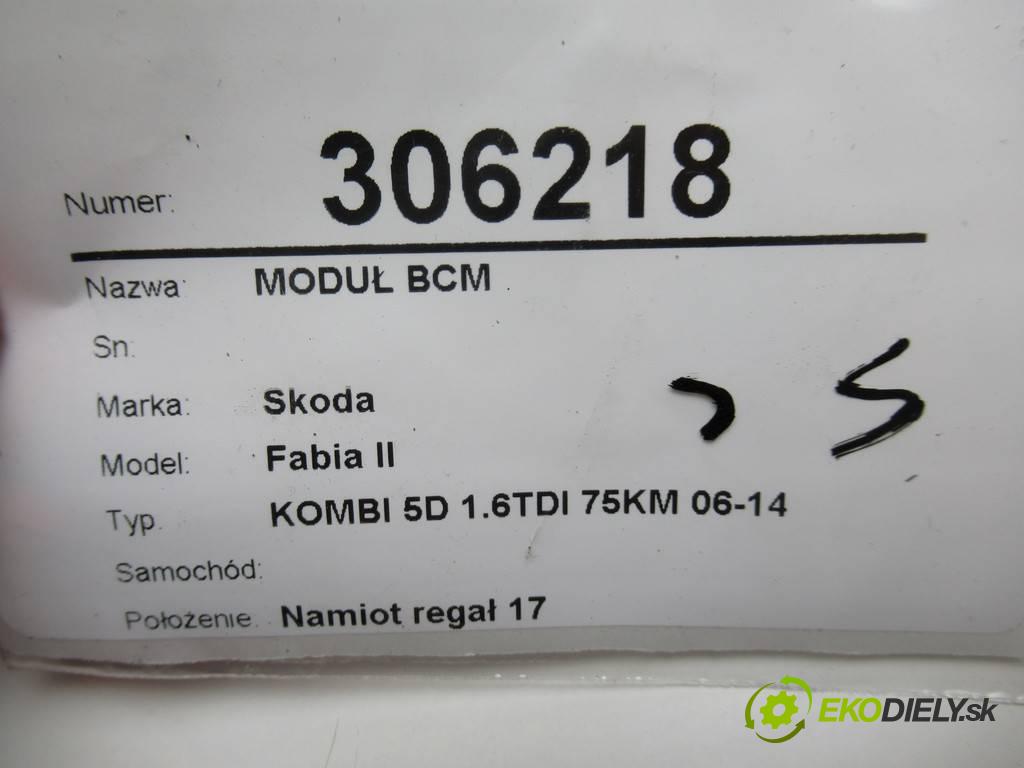 Numer: 306218
Nazwa: MODUŁ BCM
Sn:
Marka: Skoda
Model: Fabia II
Typ. KOMBI 5D 1.6TDI 75KM 06-14
Samochód:
Położenie. Namiot regał 17
EKODIELY.sk